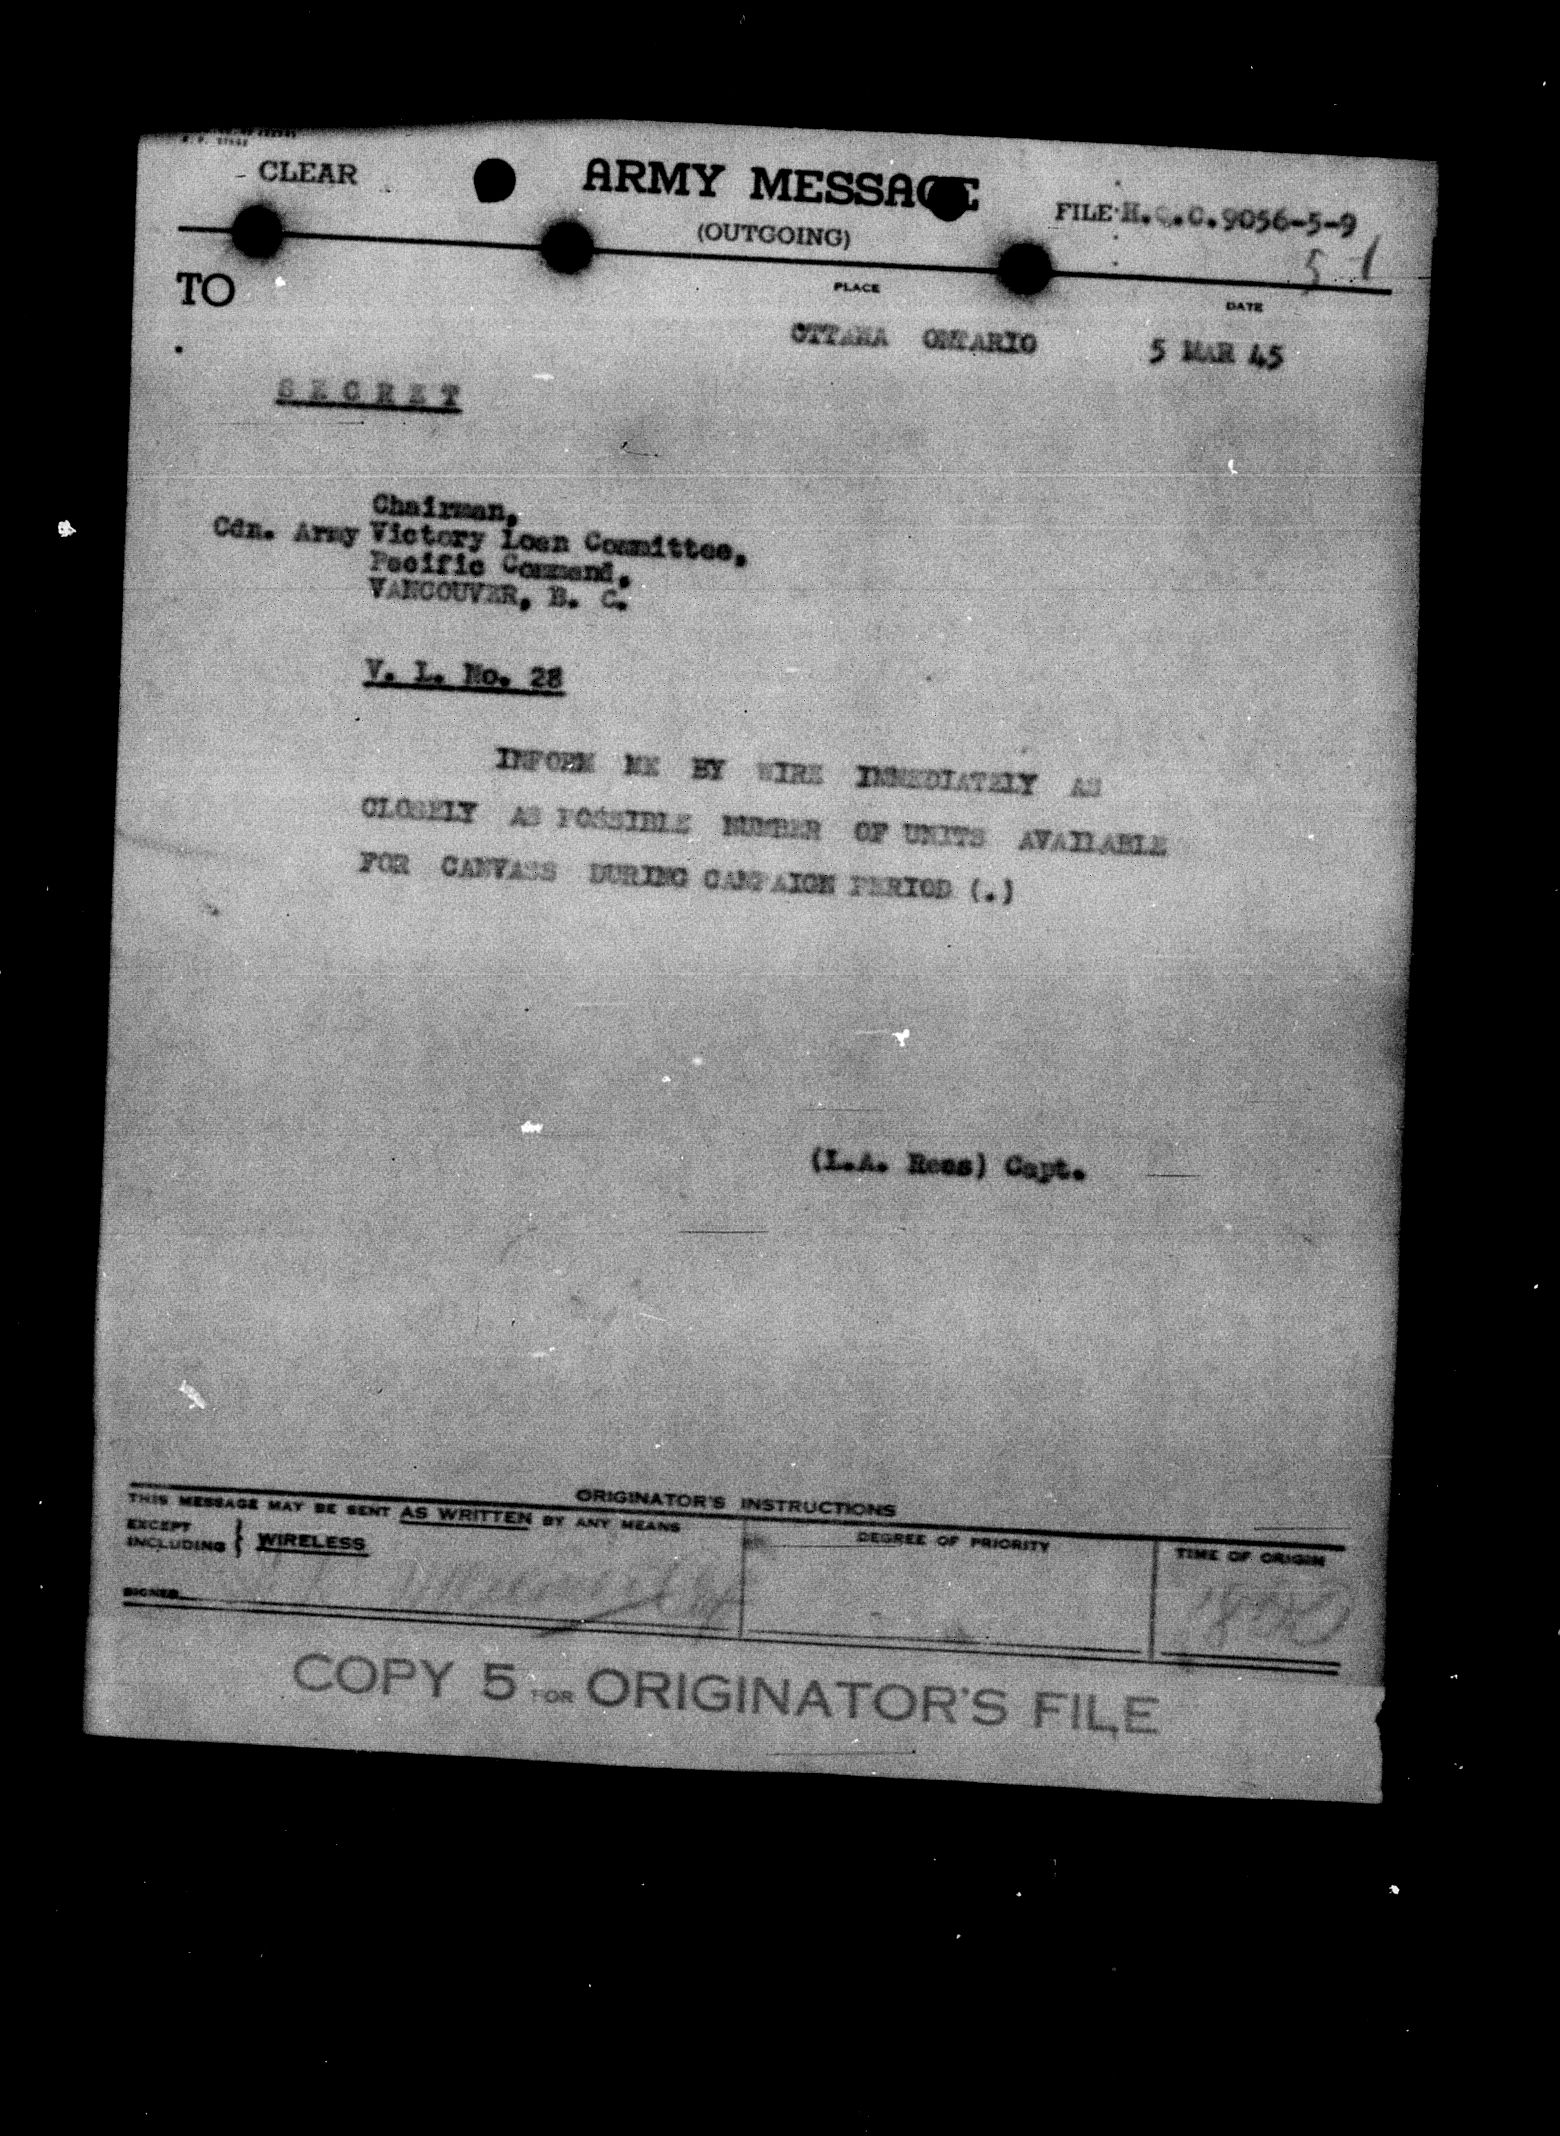 CLEAR
ARMY MESSAGE
FILE H.Q.C.9056-5-9
(OUTGOING)
5-1
TO
PLACE
DATE
OTTAWA ONTARIO
5 MAR 45
SECRET
Chairman,
Cdn. Army Victory Loan Committee,
Pacific Command,
VANCOUVER, B. C.
V. L. No. 28
INFORM ME BY WIRE IMMEDIATELY AS
CLOSELY AS POSSIBLE NUMBER OF UNITS AVAILABLE
FOR CANVASS DURING CAMPAIGN PERIOD (.)
(L.A. Ross) Capt.
ORIGINATOR'S INSTRUCTIONS
THIS MESSAGE MAY BE SENT AS WRITTEN BY ANY MEANS
EXCEPT
INCLUDING } WIRELESS
DEGREE OF PRIORITY
TIME OF ORIGIN
SIGNED
COPY 5 FOR ORIGINATOR'S FILE